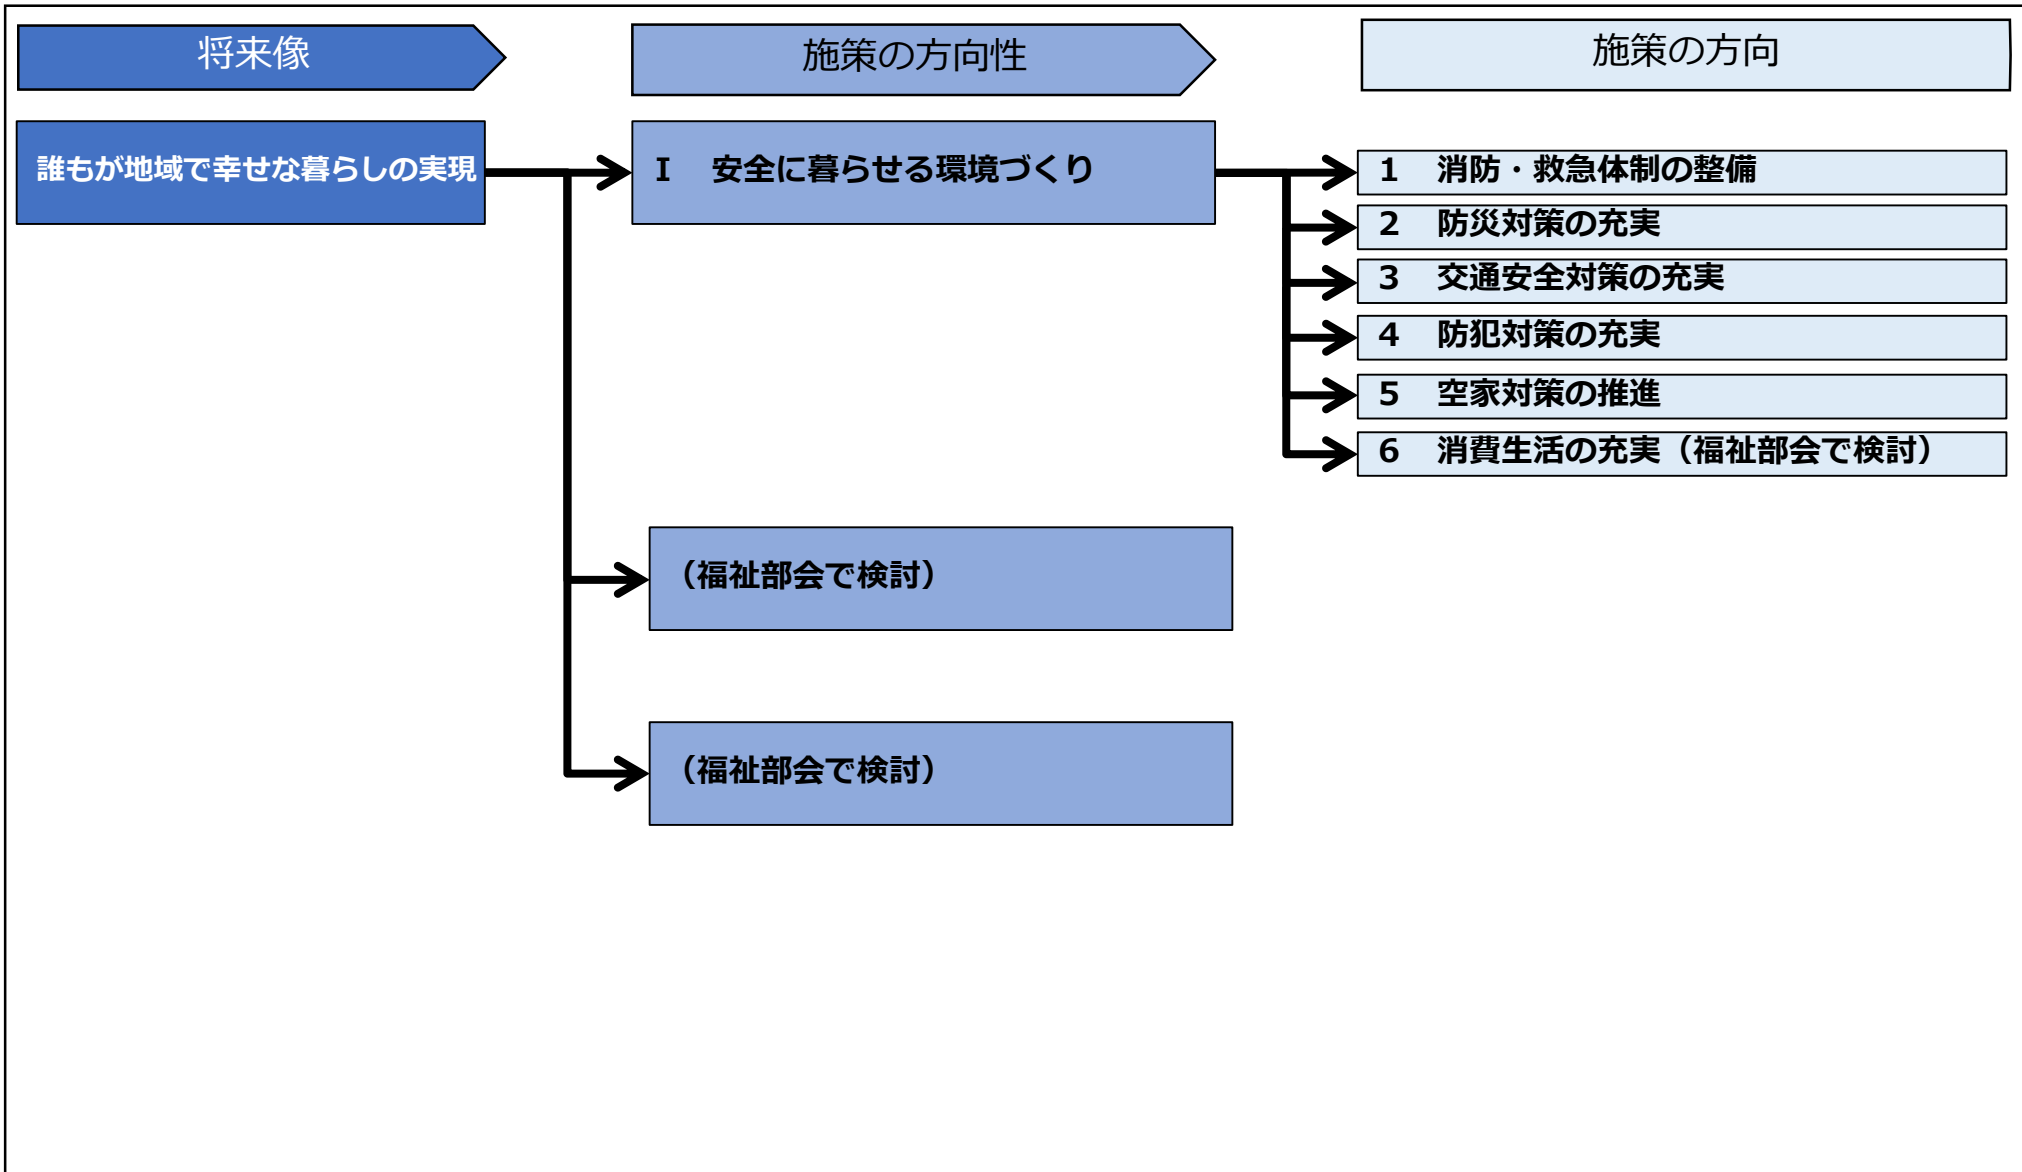 将来像
施策の方向性
施策の方向
誰もが地域で幸せな暮らしの実現
Ⅰ　安全に暮らせる環境づくり
1　消防・救急体制の整備
2　防災対策の充実
3　交通安全対策の充実
4　防犯対策の充実
5　空家対策の推進
6　消費生活の充実（福祉部会で検討）
（福祉部会で検討）
（福祉部会で検討）